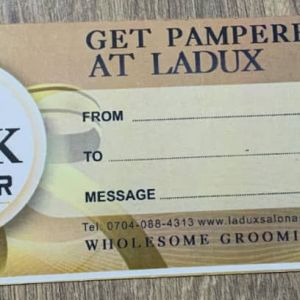 GET PAMPERE
AT LADUX
K
R
FROM
TO
MESSAGE
Tel: 0704-088-4313 www.laduxsalona
WHOLESOME GROOMI